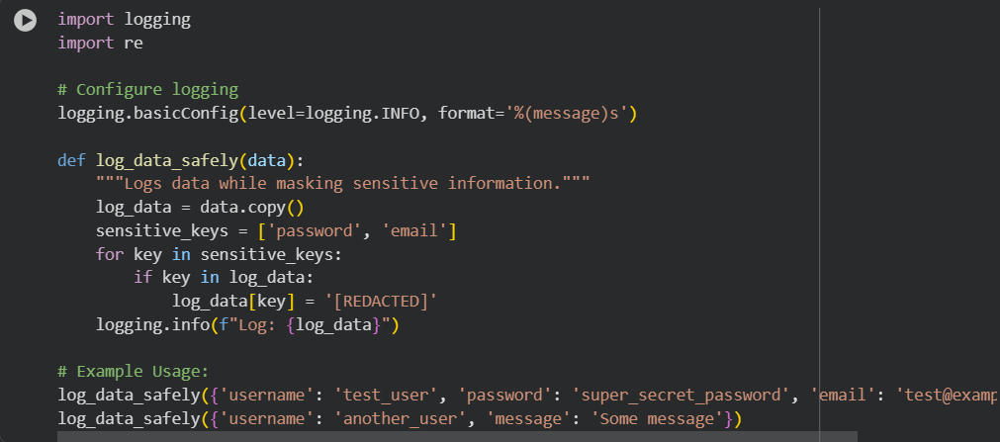 import logging
import re
# Configure logging
logging.basicConfig(level=logging.INFO, format='%(message)s')
def log_data_safely(data):
    """Logs data while masking sensitive information."""
    log_data = data.copy()
    sensitive_keys = ['password', 'email']
    for key in sensitive_keys:
        if key in log_data:
            log_data[key] = '[REDACTED]'
    logging.info(f"Log: {log_data}")
# Example Usage:
log_data_safely({'username': 'test_user', 'password': 'super_secret_password', 'email': 'test@examp
log_data_safely({'username': 'another_user', 'message': 'Some message'})